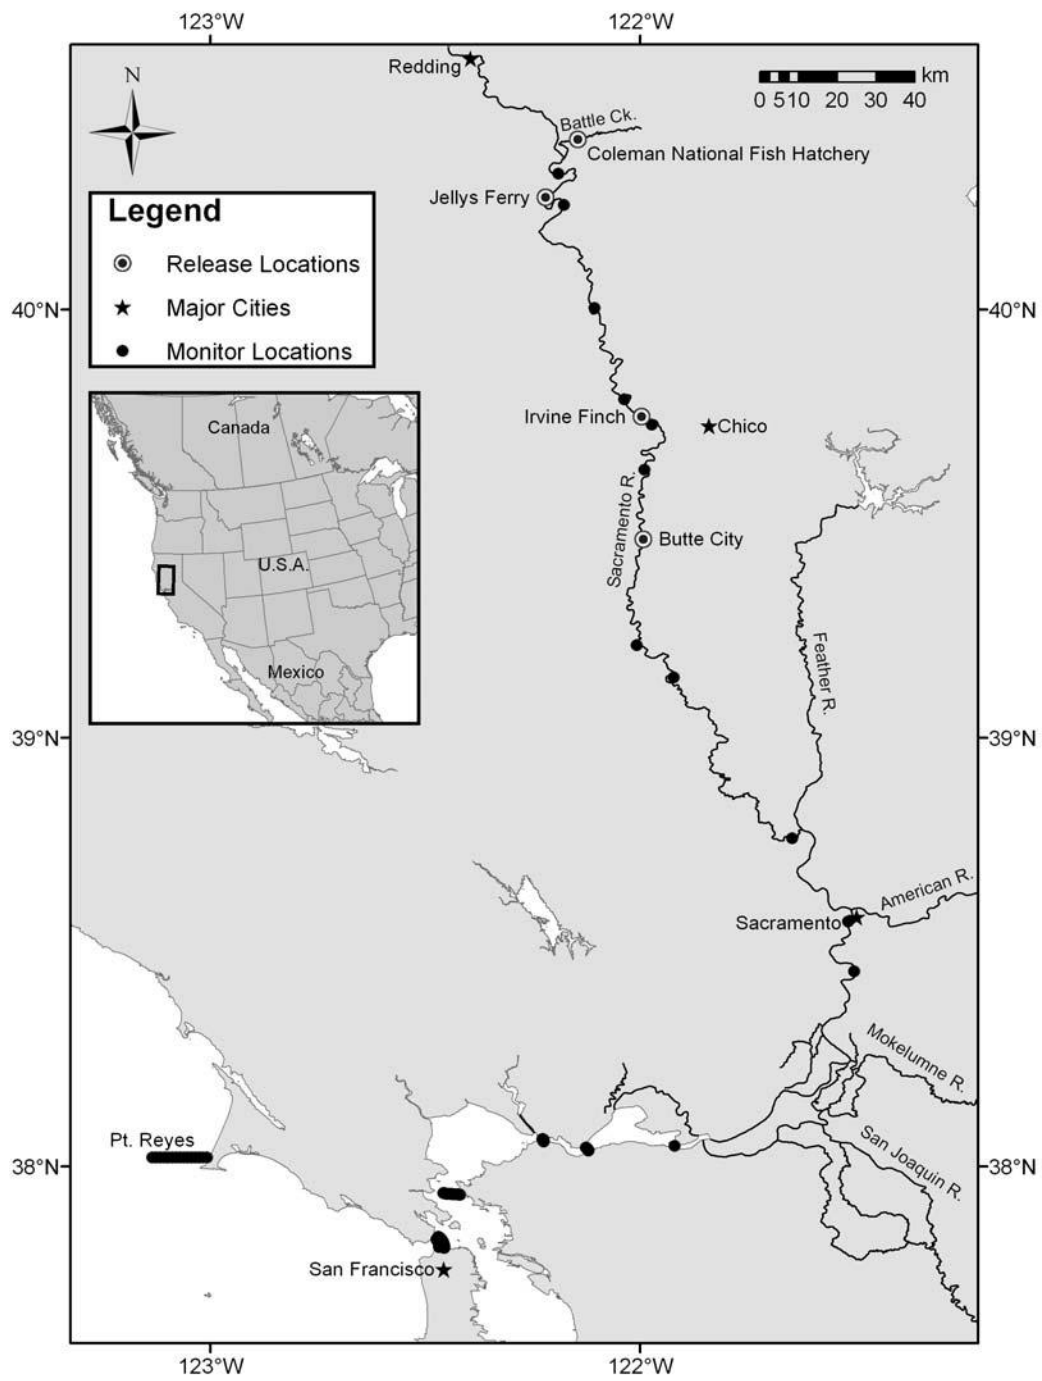 123°W
122°W
Redding
km
0 5 10 20 30 40
N
Battle Ck.
Coleman National Fish Hatchery
Jellys Ferry
Legend
Release Locations
Major Cities
Monitor Locations
40°N
40°N
Canada
U.S.A.
Mexico
Irvine Finch
Chico
Sacramento R.
Butte City
Feather R.
39°N
39°N
American R.
Sacramento
Mokelumne R.
Pt. Reyes
San Joaquin R.
38°N
38°N
San Francisco
123°W
122°W